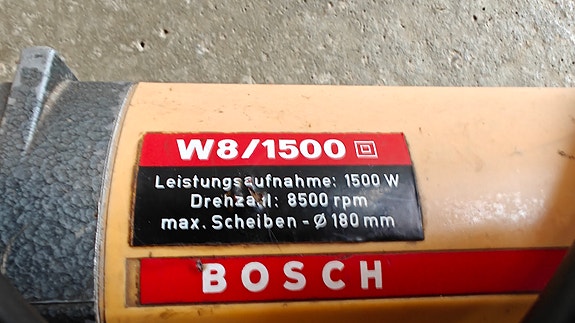 W8/1500
Leistungsaufnahme: 1500 W
Drehzahl: 8500 rpm
max. Scheiben - Ø 180 mm
BOSCH